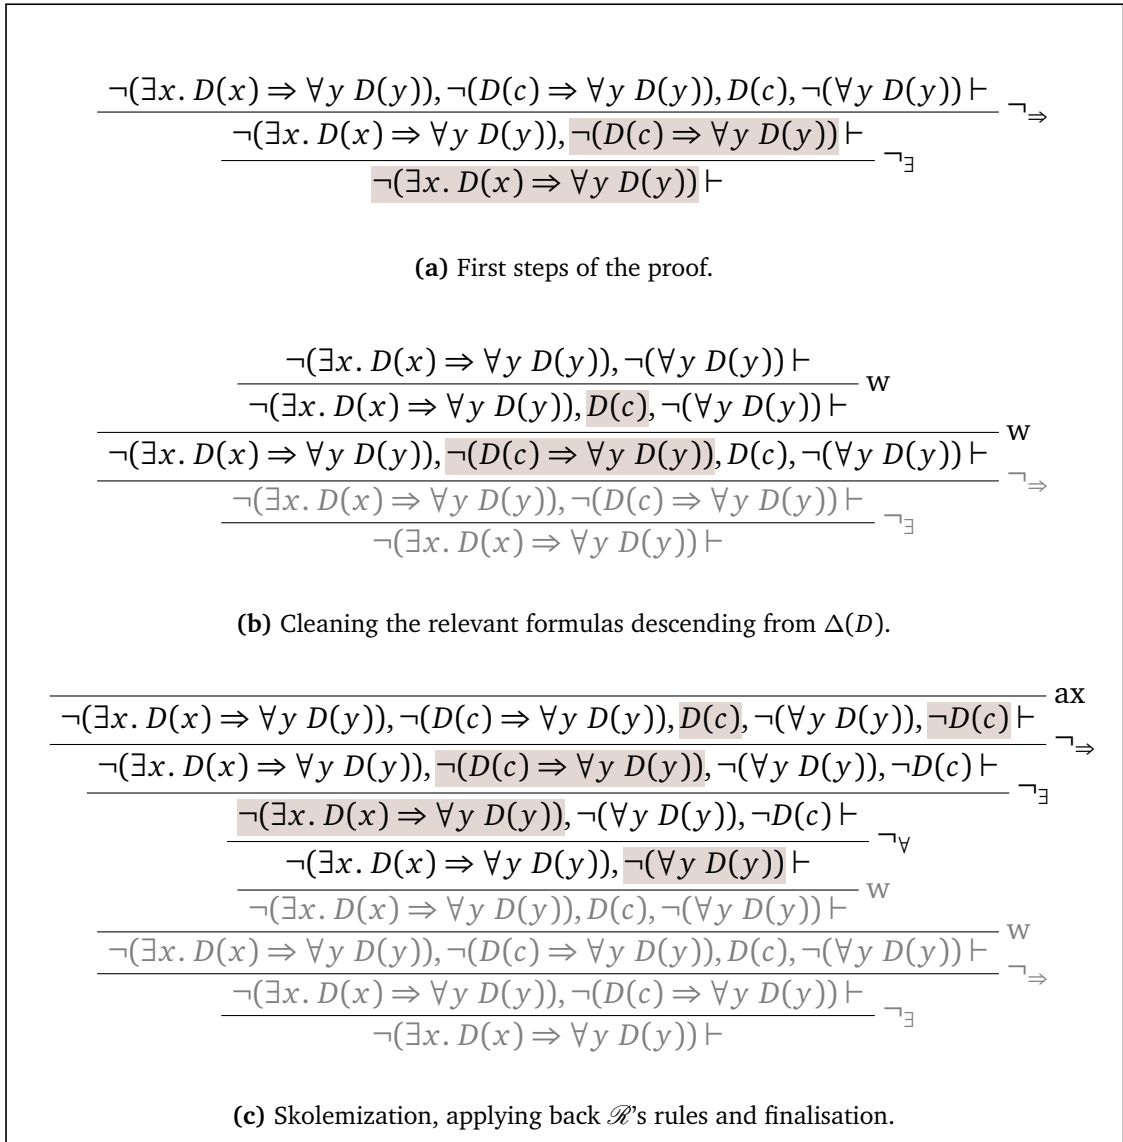 ¬(∃x. D(x) ⇒ ∀y D(y)), ¬(D(c) ⇒ ∀y D(y)), D(c), ¬(∀y D(y)) ⊢ ¬⇒
¬(∃x. D(x) ⇒ ∀y D(y)), ¬(D(c) ⇒ ∀y D(y)) ⊢ ¬∃
¬(∃x. D(x) ⇒ ∀y D(y)) ⊢
(a) First steps of the proof.
¬(∃x. D(x) ⇒ ∀y D(y)), ¬(∀y D(y)) ⊢ w
¬(∃x. D(x) ⇒ ∀y D(y)), D(c), ¬(∀y D(y)) ⊢ w
¬(∃x. D(x) ⇒ ∀y D(y)), ¬(D(c) ⇒ ∀y D(y)), D(c), ¬(∀y D(y)) ⊢ ¬⇒
¬(∃x. D(x) ⇒ ∀y D(y)), ¬(D(c) ⇒ ∀y D(y)) ⊢ ¬∃
¬(∃x. D(x) ⇒ ∀y D(y)) ⊢
(b) Cleaning the relevant formulas descending from Δ(D).
ax
¬(∃x. D(x) ⇒ ∀y D(y)), ¬(D(c) ⇒ ∀y D(y)), D(c), ¬(∀y D(y)), ¬D(c) ⊢ ¬⇒
¬(∃x. D(x) ⇒ ∀y D(y)), ¬(D(c) ⇒ ∀y D(y)), ¬(∀y D(y)), ¬D(c) ⊢ ¬∃
¬(∃x. D(x) ⇒ ∀y D(y)), ¬(∀y D(y)), ¬D(c) ⊢ ¬∀
¬(∃x. D(x) ⇒ ∀y D(y)), ¬(∀y D(y)) ⊢ w
¬(∃x. D(x) ⇒ ∀y D(y)), D(c), ¬(∀y D(y)) ⊢ w
¬(∃x. D(x) ⇒ ∀y D(y)), ¬(D(c) ⇒ ∀y D(y)), D(c), ¬(∀y D(y)) ⊢ ¬⇒
¬(∃x. D(x) ⇒ ∀y D(y)), ¬(D(c) ⇒ ∀y D(y)) ⊢ ¬∃
¬(∃x. D(x) ⇒ ∀y D(y)) ⊢
(c) Skolemization, applying back ℛ's rules and finalisation.